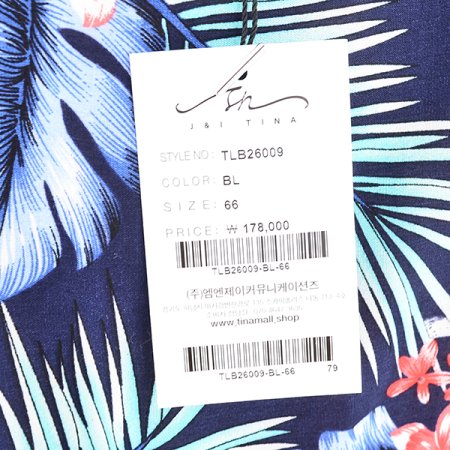 J & I TINA
STYLE NO: TLB26009
COLOR: BL
SIZE: 66
PRICE: ₩ 178,000
TLB26009-BL-66
(주)엠엔제이커뮤니케이션즈
www.tinamall.shop
TLB26009-BL-66 79